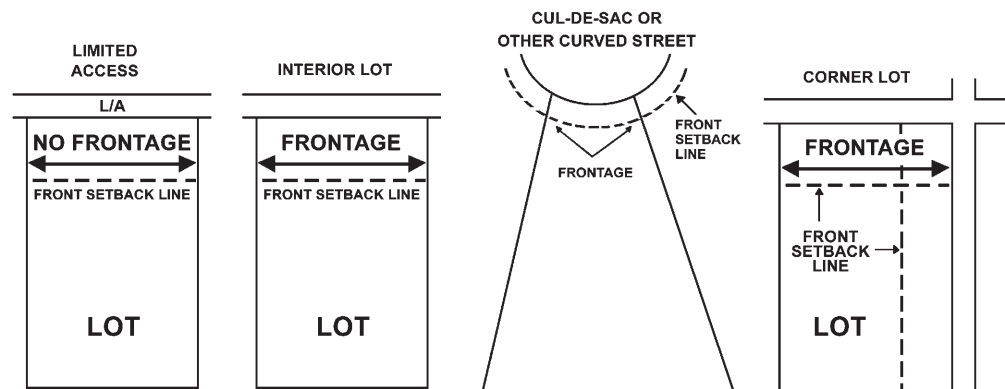 LIMITED
ACCESS
L/A
NO FRONTAGE
FRONT SETBACK LINE
LOT
INTERIOR LOT
FRONTAGE
FRONT SETBACK LINE
LOT
CUL-DE-SAC OR
OTHER CURVED STREET
FRONT
SETBACK
LINE
FRONTAGE
CORNER LOT
FRONTAGE
FRONT
SETBACK
LINE
LOT